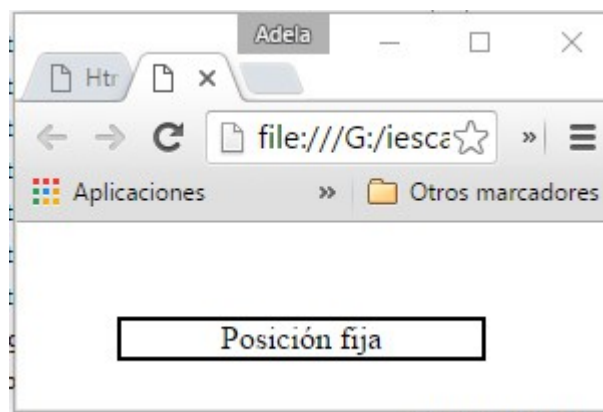 Adela
Htr
file:///G:/iesca
»
Aplicaciones » Otros marcadores
Posición fija